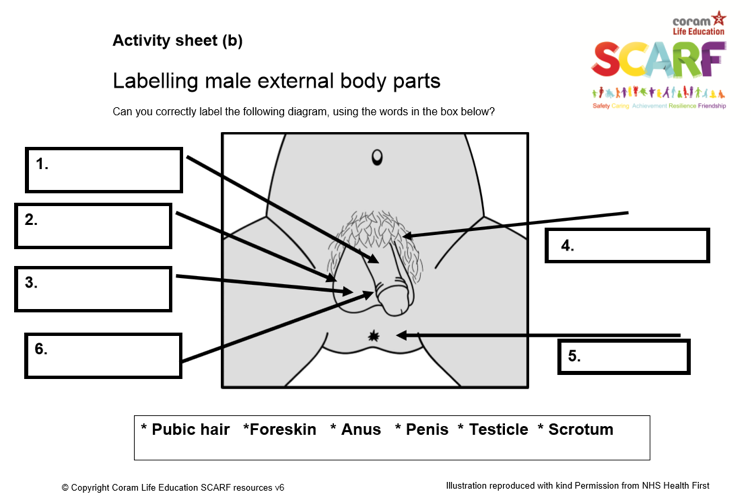 coram
Life Education
SCARF
Safety Caring Achievement Resilience Friendship
Activity sheet (b)
Labelling male external body parts
Can you correctly label the following diagram, using the words in the box below?
1.
2.
3.
4.
6.
5.
* Pubic hair *Foreskin * Anus * Penis * Testicle * Scrotum
© Copyright Coram Life Education SCARF resources v6
Illustration reproduced with kind Permission from NHS Health First